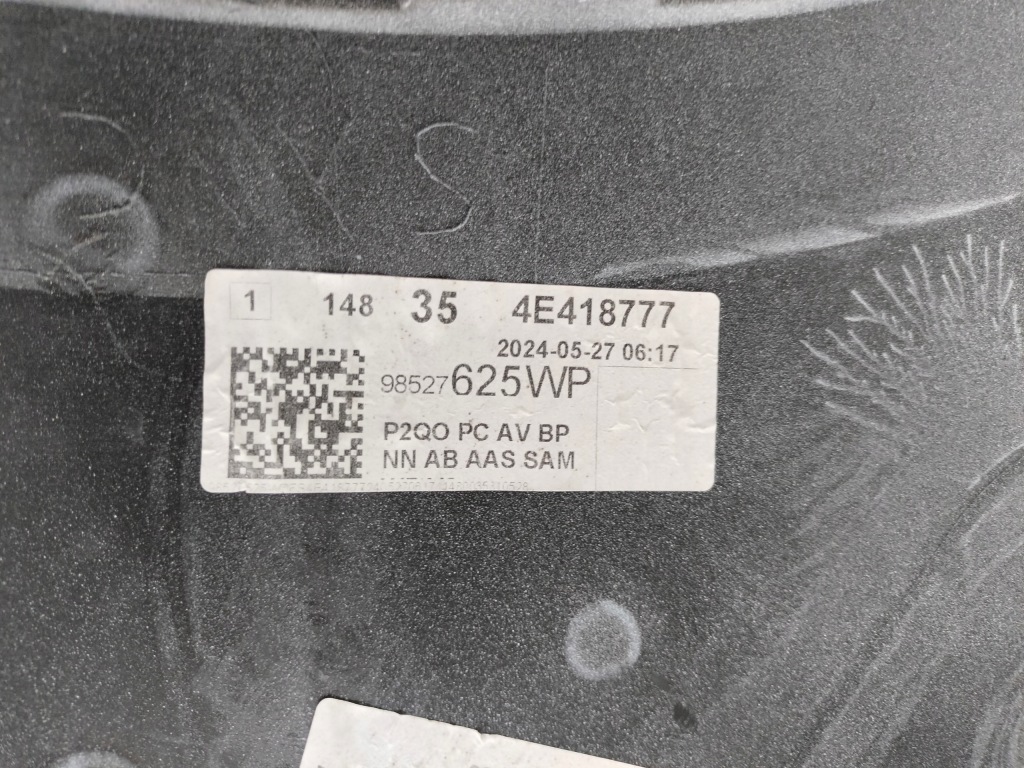 1 148 35 4E418777
2024-05-27 06:17
98527625WP
P2QO PC AV BP
NN AB AAS SAM